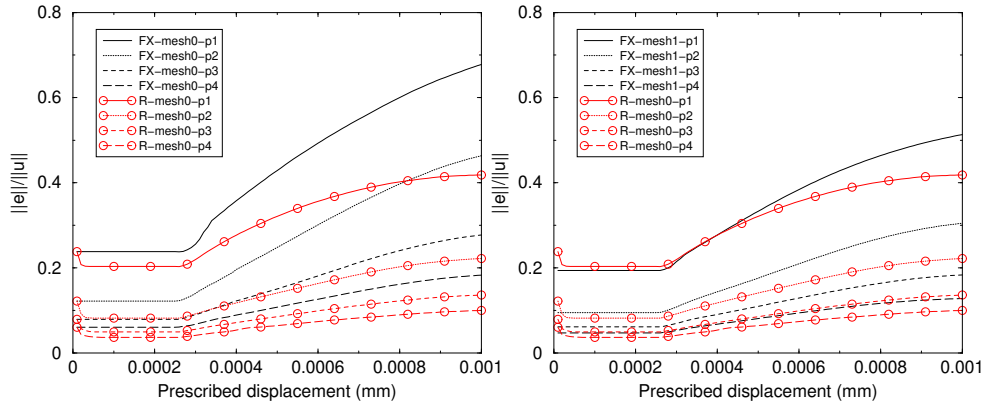 ||e||/||u||
0.8
0.6
0.4
0.2
0
FX−mesh0−p1
FX−mesh0−p2
FX−mesh0−p3
FX−mesh0−p4
R−mesh0−p1
R−mesh0−p2
R−mesh0−p3
R−mesh0−p4
0 0.0002 0.0004 0.0006 0.0008 0.001
Prescribed displacement (mm)
||e||/||u||
0.8
0.6
0.4
0.2
0
FX−mesh1−p1
FX−mesh1−p2
FX−mesh1−p3
FX−mesh1−p4
R−mesh0−p1
R−mesh0−p2
R−mesh0−p3
R−mesh0−p4
0 0.0002 0.0004 0.0006 0.0008 0.001
Prescribed displacement (mm)